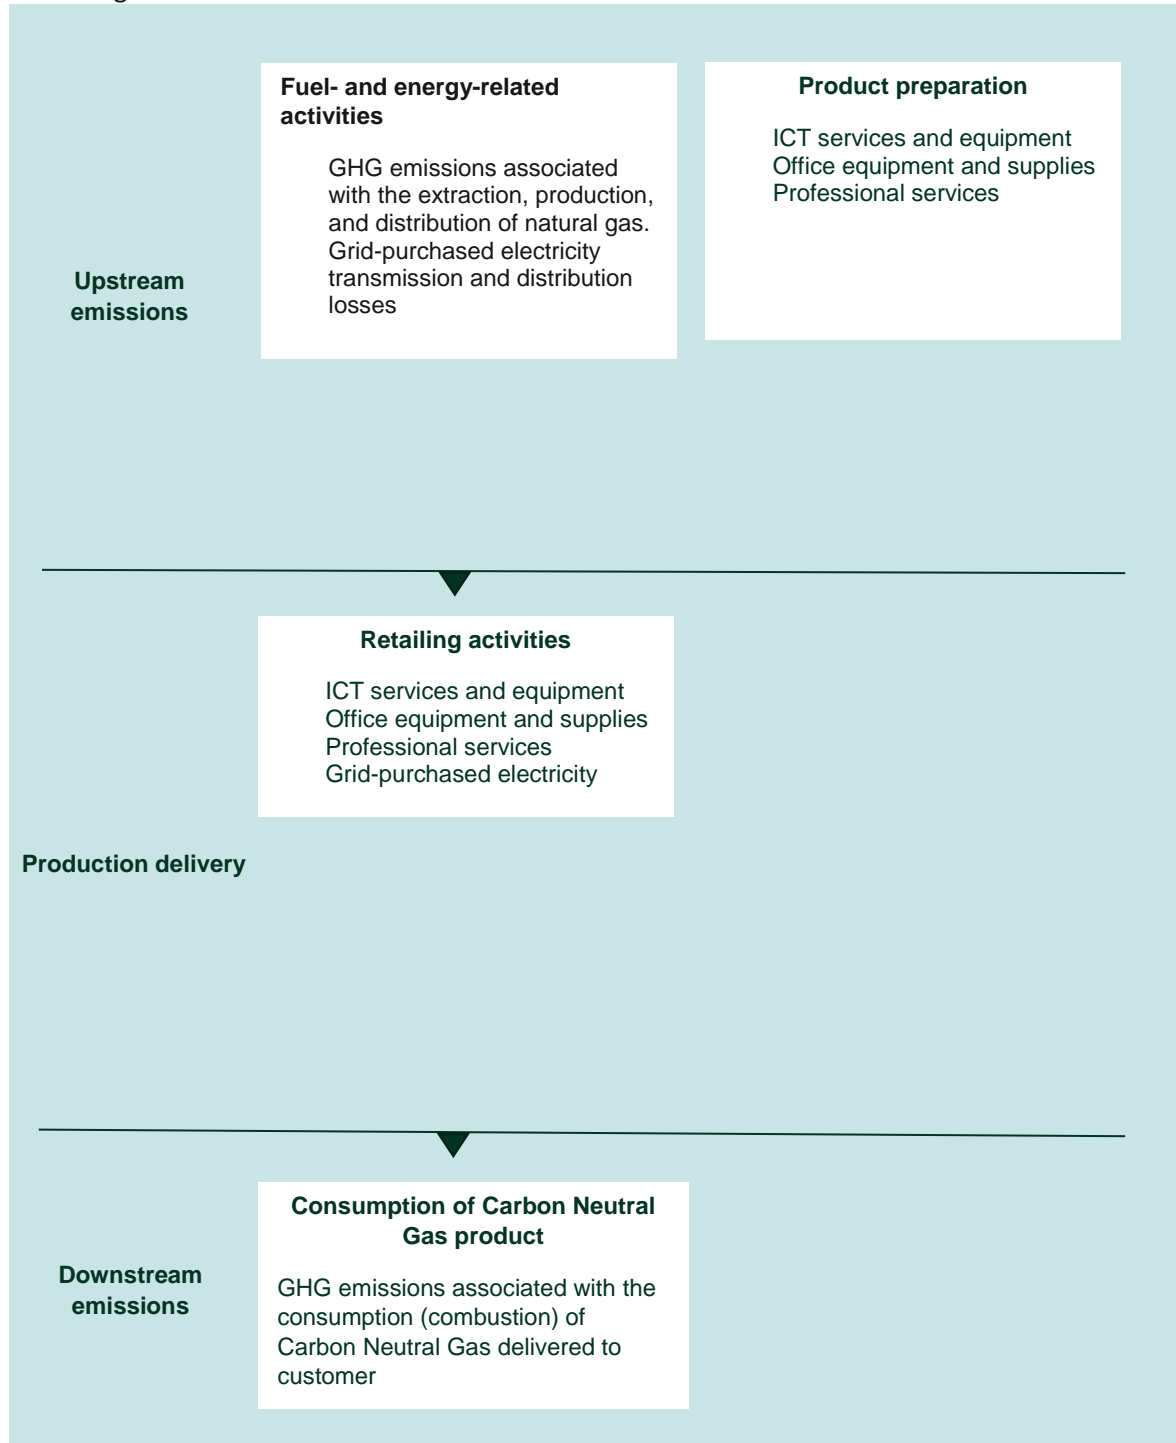 Fuel- and energy-related
activities
GHG emissions associated
with the extraction, production,
and distribution of natural gas.
Grid-purchased electricity
transmission and distribution
losses
Product preparation
ICT services and equipment
Office equipment and supplies
Professional services
Upstream
emissions
Retailing activities
ICT services and equipment
Office equipment and supplies
Professional services
Grid-purchased electricity
Production delivery
Consumption of Carbon Neutral
Gas product
GHG emissions associated with the
consumption (combustion) of
Carbon Neutral Gas delivered to
customer
Downstream
emissions